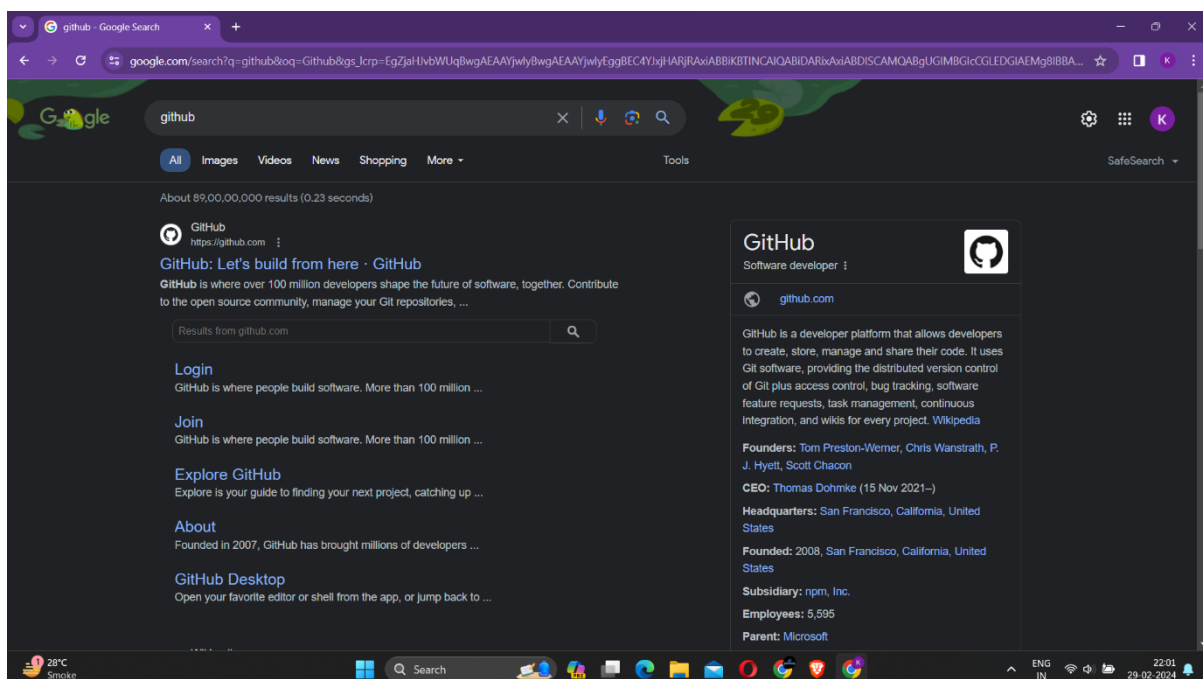 github - Google Search
google.com/search?q=github&oq=Github&gs_lcrp=
G gle
github
All Images Videos News Shopping More Tools
SafeSearch
K
About 89,00,00,000 results (0.23 seconds)
GitHub
https://github.com
GitHub: Let's build from here · GitHub
GitHub is where over 100 million developers shape the future of software, together. Contribute
to the open source community, manage your Git repositories, ...
Results from github.com
Login
GitHub is where people build software. More than 100 million ...
Join
GitHub is where people build software. More than 100 million ...
Explore GitHub
Explore is your guide to finding your next project, catching up ...
About
Founded in 2007, GitHub has brought millions of developers ...
GitHub Desktop
Open your favorite editor or shell from the app, or jump back to ...
GitHub
Software developer
github.com
GitHub is a developer platform that allows developers
to create, store, manage and share their code. It uses
Git software, providing the distributed version control
of Git plus access control, bug tracking, software
feature requests, task management, continuous
integration, and wikis for every project. Wikipedia
Founders: Tom Preston-Werner, Chris Wanstrath, P.
J. Hyett, Scott Chacon
CEO: Thomas Dohmke (15 Nov 2021–)
Headquarters: San Francisco, California, United
States
Founded: 2008, San Francisco, California, United
States
Subsidiary: npm, Inc.
Employees: 5,595
Parent: Microsoft
1
28°C
Smoke
Search
PRE
ENG
IN
22:01
29-02-2024